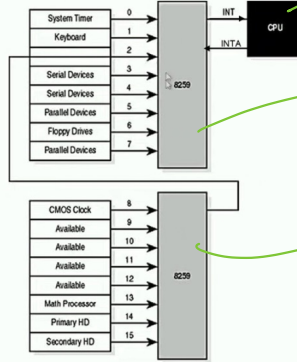 System Timer 0 INT
Keyboard 1 CPU
2 INTA
Serial Devices 3
Serial Devices 4 8259
Parallel Devices 5
Floppy Drives 6
Parallel Devices 7
CMOS Clock 8
Available 9
Available 10
Available 11
Available 12 8259
Math Processor 13
Primary HD 14
Secondary HD 15